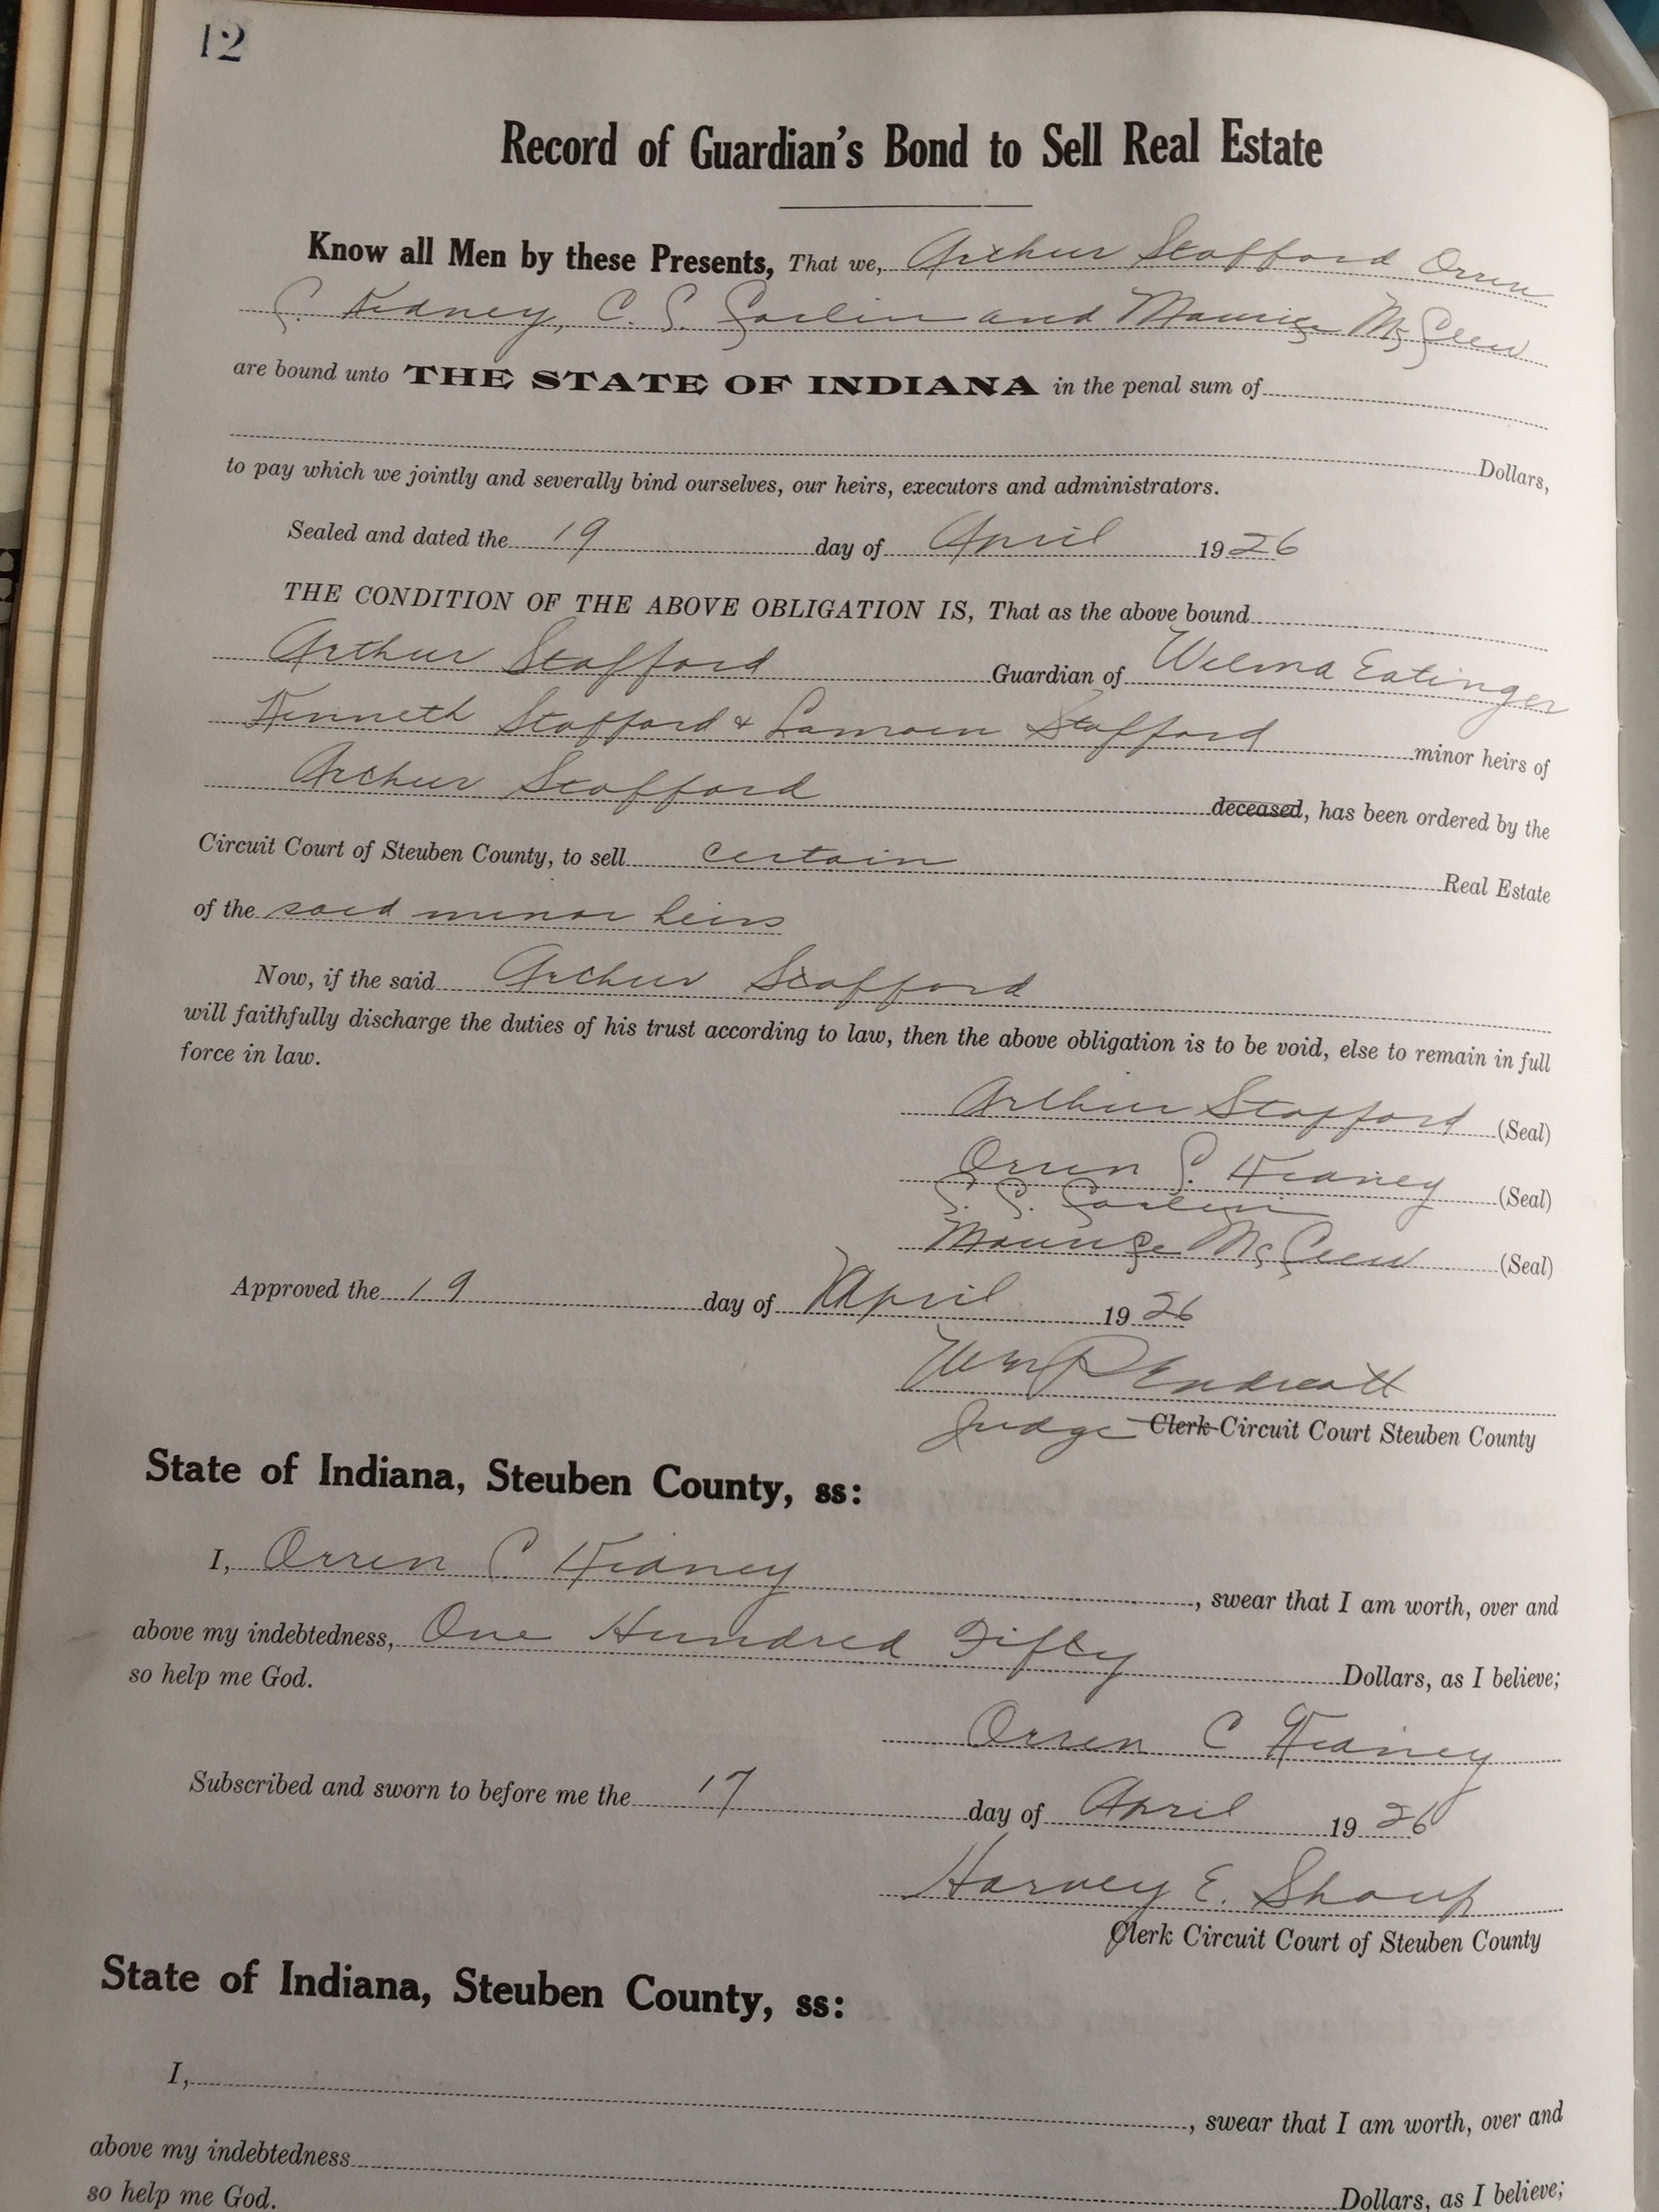 12
Record of Guardian's Bond to Sell Real Estate
Know all Men by these Presents, That we, Arthur Stafford Orren
C. Kidney, C. C. Carlin and Maurice McClew
are bound unto THE STATE OF INDIANA in the penal sum of
Dollars,
to pay which we jointly and severally bind ourselves, our heirs, executors and administrators.
Sealed and dated the 19 day of April 1926
THE CONDITION OF THE ABOVE OBLIGATION IS, That as the above bound
Arthur Stafford Guardian of Wilma Eatinger
Kenneth Stafford & Lamoin Stafford minor heirs of
Arthur Stafford deceased, has been ordered by the
Circuit Court of Steuben County, to sell certain Real Estate
of the said minor heirs
Now, if the said Arthur Stafford
will faithfully discharge the duties of his trust according to law, then the above obligation is to be void, else to remain in full
force in law.
Arthur Stafford (Seal)
Orren C. Kidney (Seal)
C. C. Carlin
Maurice McClew (Seal)
Approved the 19 day of April 1926
Wm P Endicott
Judge Clerk Circuit Court Steuben County
State of Indiana, Steuben County, ss:
I, Orren C Kidney, swear that I am worth, over and
above my indebtedness, One Hundred Fifty Dollars, as I believe;
so help me God.
Orren C Kidney
Subscribed and sworn to before me the 17 day of April 1926
Harvey E. Shoup
Clerk Circuit Court of Steuben County
State of Indiana, Steuben County, ss:
I, , swear that I am worth, over and
above my indebtedness Dollars, as I believe;
so help me God.